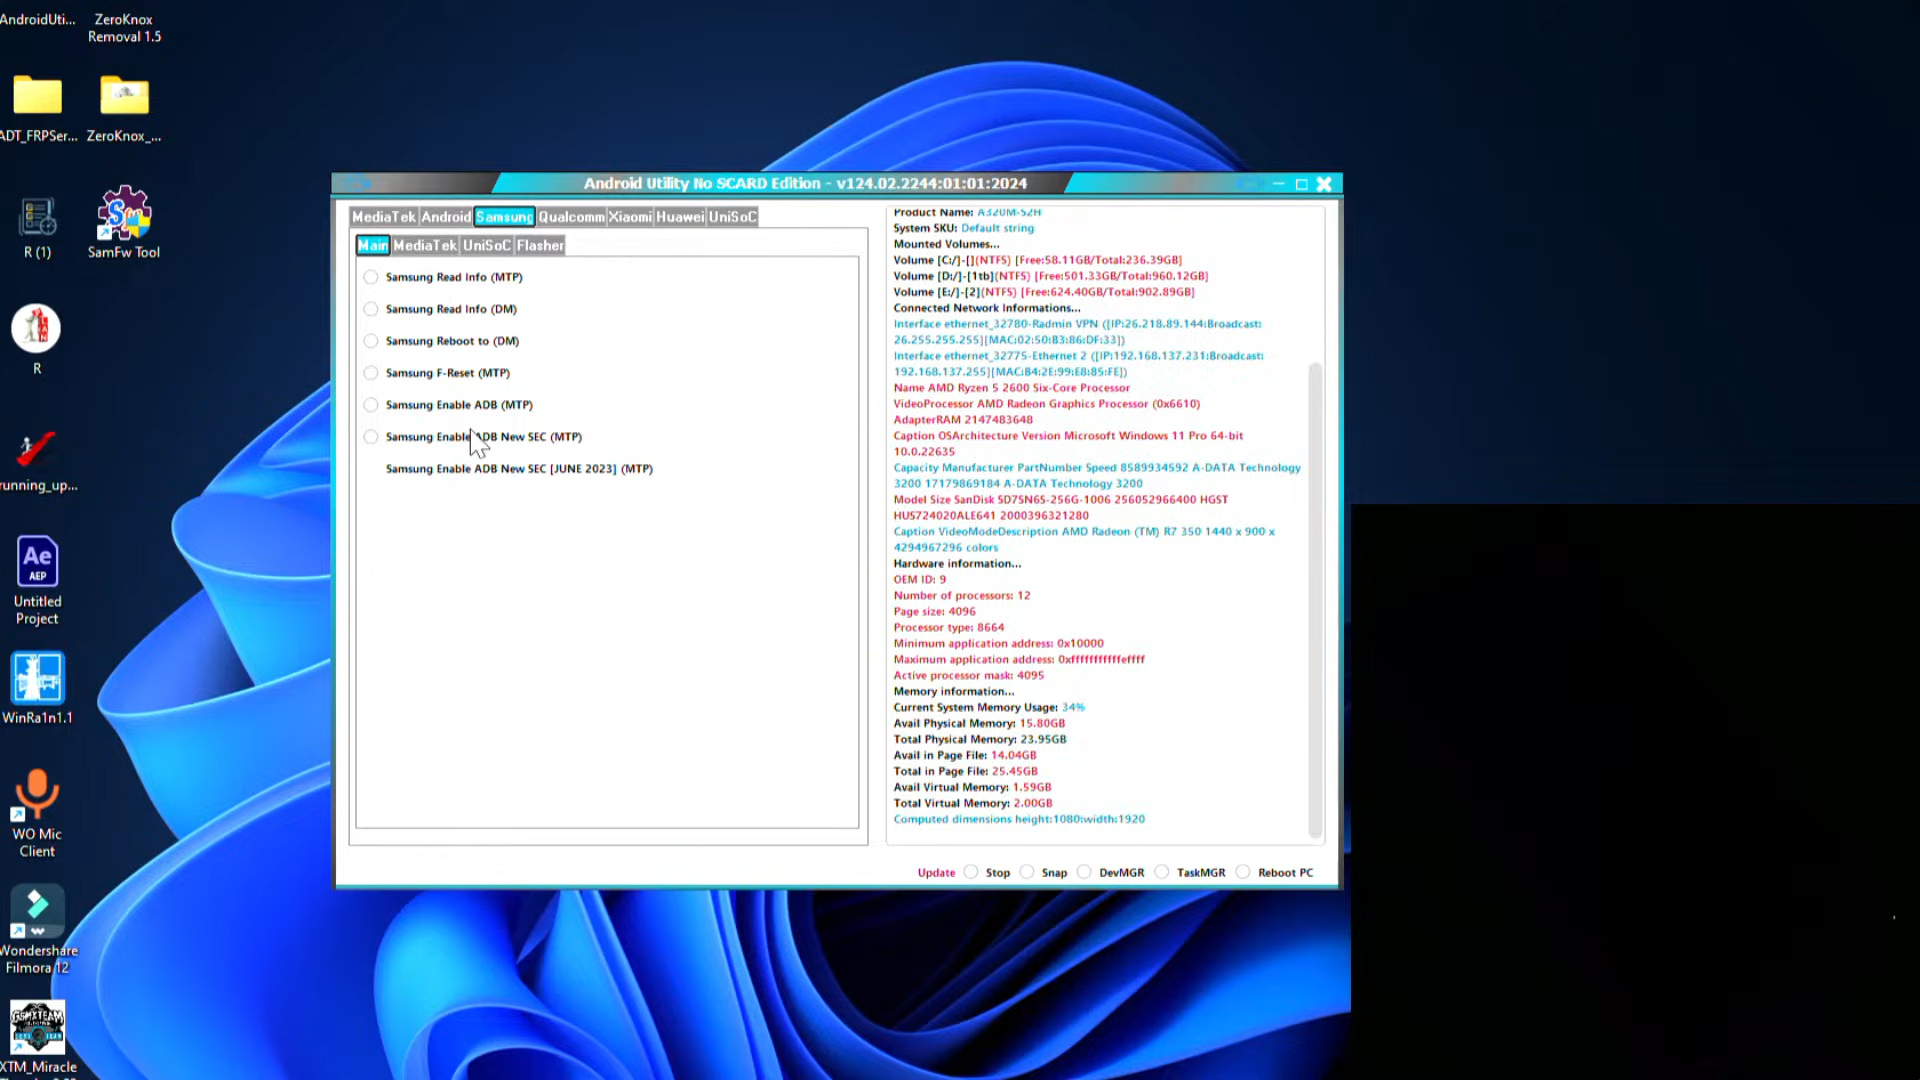 AndroidUti...
ZeroKnox
Removal 1.5
ADT_FRPSer...
ZeroKnox_...
R (1)
SamFw Tool
R
running_up...
Ae
AEP
Untitled
Project
WinRa1n1.1
WO Mic
Client
Wondershare
Filmora 12
GSMXTEAM
XTM_Miracle
Android Utility No SCARD Edition - v124.02.2244:01:01:2024
MediaTek Android Samsung Qualcomm Xiaomi Huawei UniSoC
Main MediaTek UniSoC Flasher
Samsung Read Info (MTP)
Samsung Read Info (DM)
Samsung Reboot to (DM)
Samsung F-Reset (MTP)
Samsung Enable ADB (MTP)
Samsung Enable ADB New SEC (MTP)
Samsung Enable ADB New SEC [JUNE 2023] (MTP)
Product Name: A320M-S2H
System SKU: Default string
Mounted Volumes...
Volume [C:/]-[](NTFS) [Free:58.11GB/Total:236.39GB]
Volume [D:/]-[1tb](NTFS) [Free:501.33GB/Total:960.12GB]
Volume [E:/]-[2](NTFS) [Free:624.40GB/Total:902.89GB]
Connected Network Informations...
Interface ethernet_32780-Radmin VPN ([IP:26.218.89.144:Broadcast:
26.255.255.255][MAC:02:50:B3:86:DF:33])
Interface ethernet_32775-Ethernet 2 ([IP:192.168.137.231:Broadcast:
192.168.137.255][MAC:B4:2E:99:E8:85:FE])
Name AMD Ryzen 5 2600 Six-Core Processor
VideoProcessor AMD Radeon Graphics Processor (0x6610)
AdapterRAM 2147483648
Caption OSArchitecture Version Microsoft Windows 11 Pro 64-bit
10.0.22635
Capacity Manufacturer PartNumber Speed 8589934592 A-DATA Technology
3200 17179869184 A-DATA Technology 3200
Model Size SanDisk SD7SN6S-256G-1006 256052966400 HGST
HUS724020ALE641 2000396321280
Caption VideoModeDescription AMD Radeon (TM) R7 350 1440 x 900 x
4294967296 colors
Hardware information...
OEM ID: 9
Number of processors: 12
Page size: 4096
Processor type: 8664
Minimum application address: 0x10000
Maximum application address: 0xfffffffffffeffff
Active processor mask: 4095
Memory information...
Current System Memory Usage: 34%
Avail Physical Memory: 15.80GB
Total Physical Memory: 23.95GB
Avail in Page File: 14.04GB
Total in Page File: 25.45GB
Avail Virtual Memory: 1.59GB
Total Virtual Memory: 2.00GB
Computed dimensions height:1080:width:1920
Update Stop Snap DevMGR TaskMGR Reboot PC